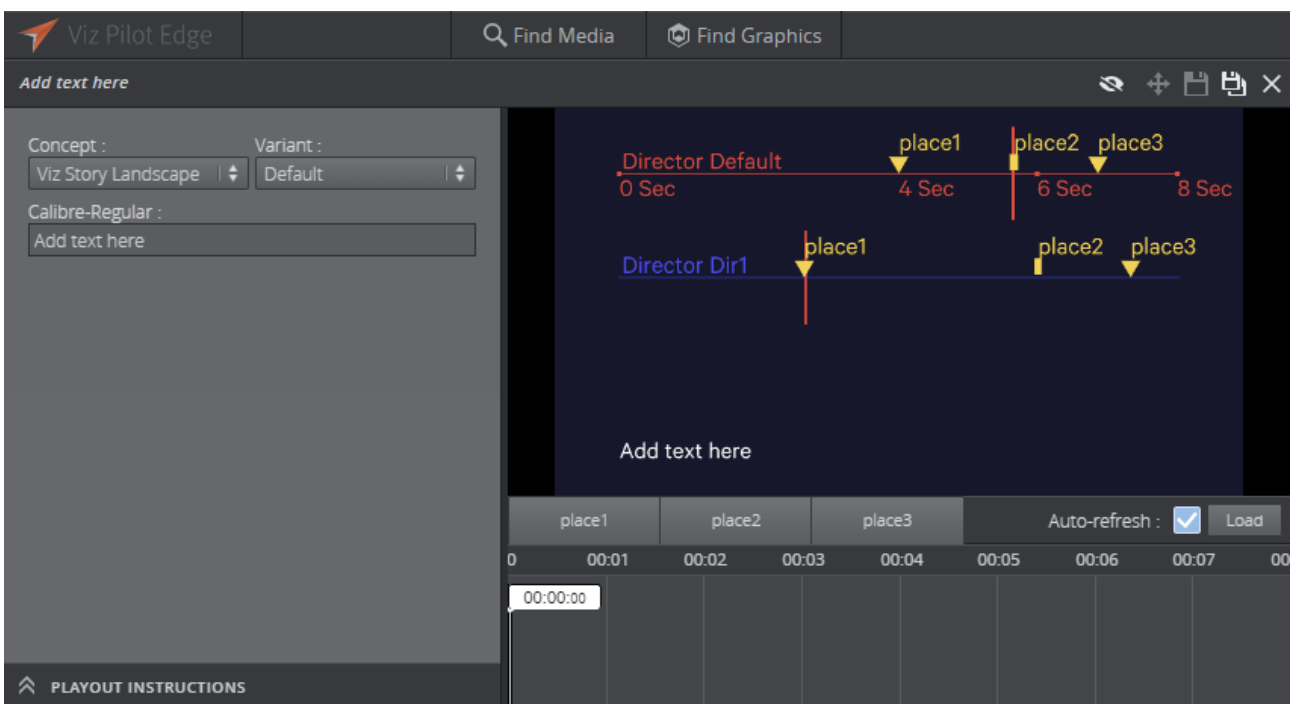 Viz Pilot Edge
Find Media
Find Graphics
Add text here
Concept :
Variant :
Viz Story Landscape
Default
Calibre-Regular :
Add text here
place1
place2
place3
Director Default
0 Sec
4 Sec
6 Sec
8 Sec
place1
place2
place3
Director Dir1
Add text here
place1
place2
place3
Auto-refresh :
Load
0
00:01
00:02
00:03
00:04
00:05
00:06
00:07
00
00:00:00
PLAYOUT INSTRUCTIONS